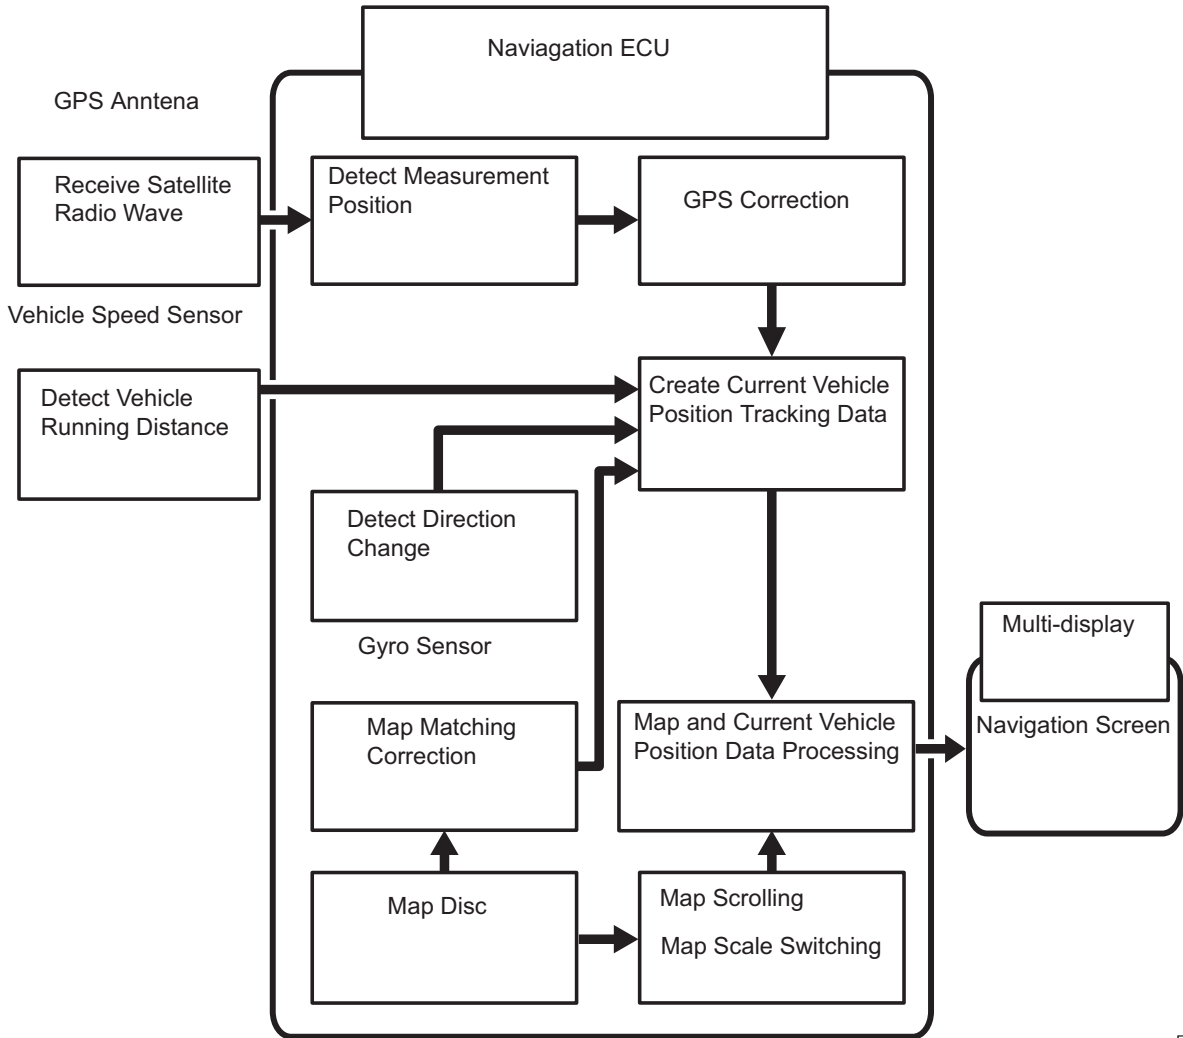 Naviagation ECU
GPS Anntena
Receive Satellite
Radio Wave
Detect Measurement
Position
GPS Correction
Vehicle Speed Sensor
Detect Vehicle
Running Distance
Create Current Vehicle
Position Tracking Data
Detect Direction
Change
Gyro Sensor
Multi-display
Navigation Screen
Map Matching
Correction
Map and Current Vehicle
Position Data Processing
Map Disc
Map Scrolling
Map Scale Switching